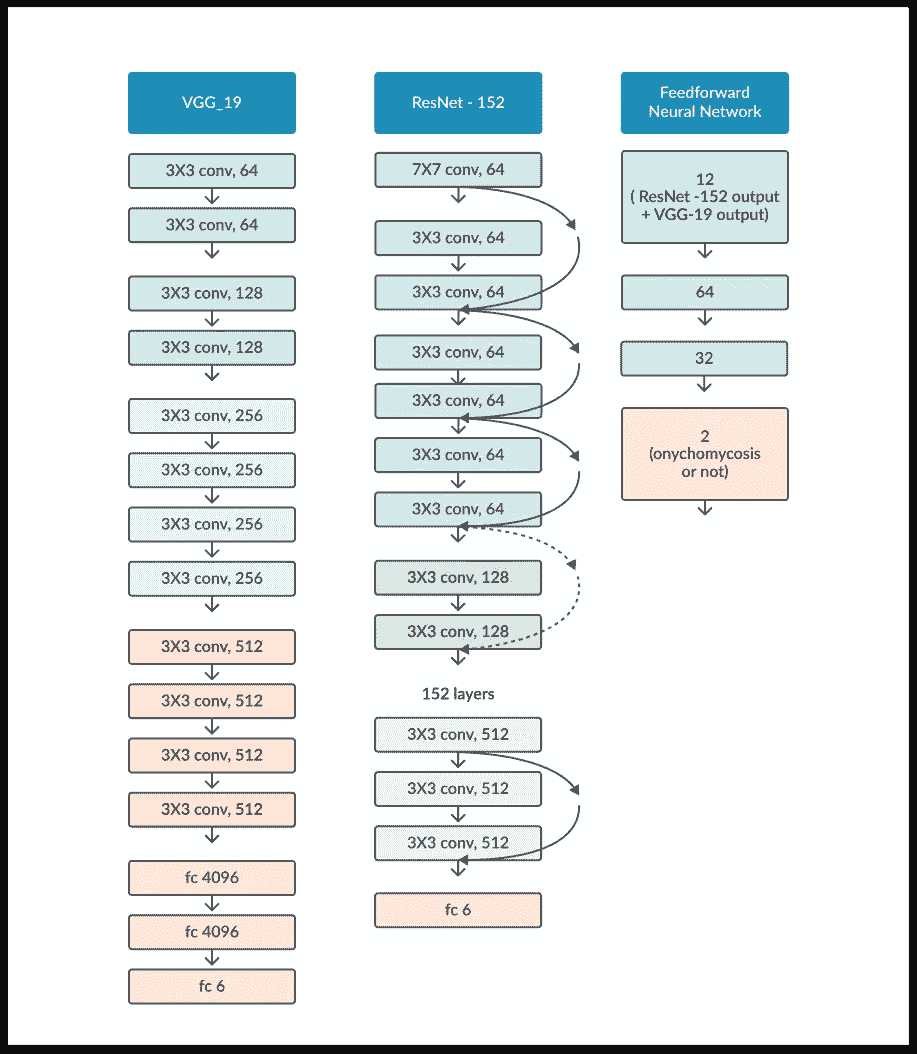 VGG_19
3X3 conv, 64
3X3 conv, 64
3X3 conv, 128
3X3 conv, 128
3X3 conv, 256
3X3 conv, 256
3X3 conv, 256
3X3 conv, 256
3X3 conv, 512
3X3 conv, 512
3X3 conv, 512
3X3 conv, 512
fc 4096
fc 4096
fc 6
ResNet - 152
7X7 conv, 64
3X3 conv, 64
3X3 conv, 64
3X3 conv, 64
3X3 conv, 64
3X3 conv, 64
3X3 conv, 64
3X3 conv, 128
3X3 conv, 128
152 layers
3X3 conv, 512
3X3 conv, 512
3X3 conv, 512
fc 6
Feedforward
Neural Network
12
( ResNet -152 output
+ VGG-19 output)
64
32
2
(onychomycosis
or not)